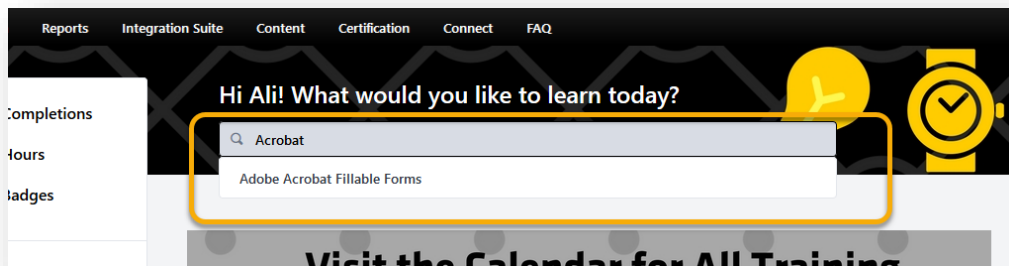 Reports Integration Suite Content Certification Connect FAQ
Hi Ali! What would you like to learn today?
Completions
Acrobat
Hours
Adobe Acrobat Fillable Forms
Badges
Visit the Calendar for All Training